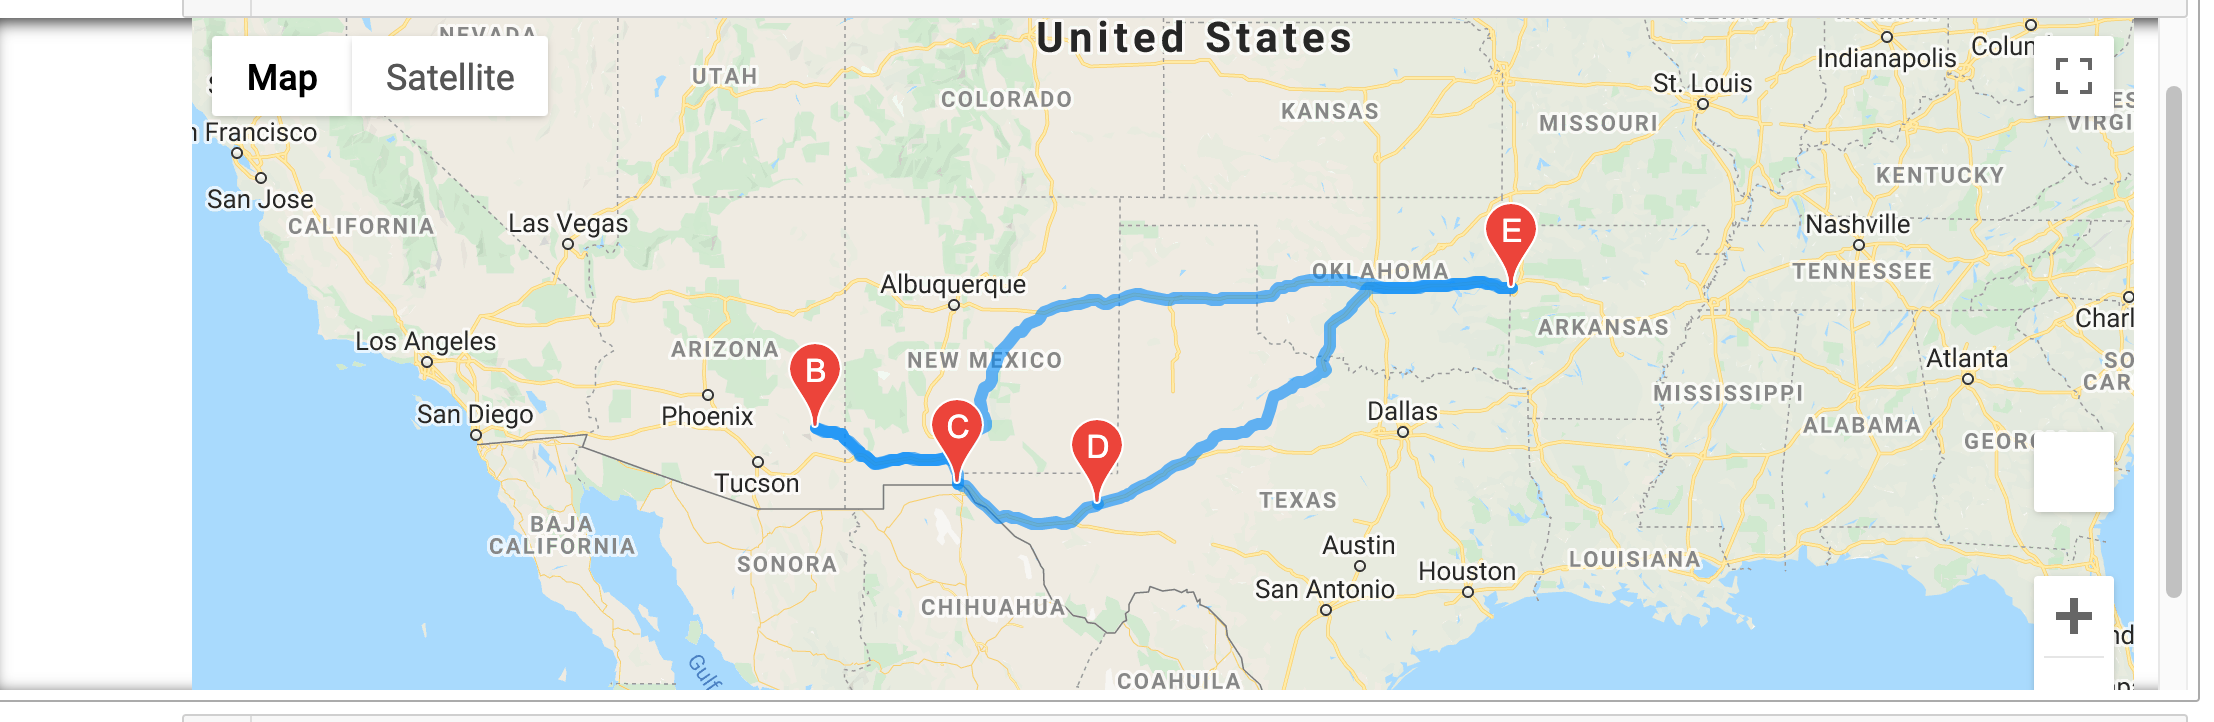 United States
NEVADA
Map
Satellite
UTAH
COLORADO
KANSAS
MISSOURI
St. Louis
Indianapolis
Colun
VIRGI
n Francisco
San Jose
CALIFORNIA
Las Vegas
KENTUCKY
Nashville
TENNESSEE
E
OKLAHOMA
Albuquerque
Charl
ARKANSAS
Los Angeles
ARIZONA
B
NEW MEXICO
Atlanta
SO
CAR
MISSISSIPPI
San Diego
Phoenix
C
D
Dallas
ALABAMA
GEORG
Tucson
TEXAS
BAJA
CALIFORNIA
SONORA
Austin
San Antonio
Houston
LOUISIANA
CHIHUAHUA
+
nd
Gulf
COAHUILA